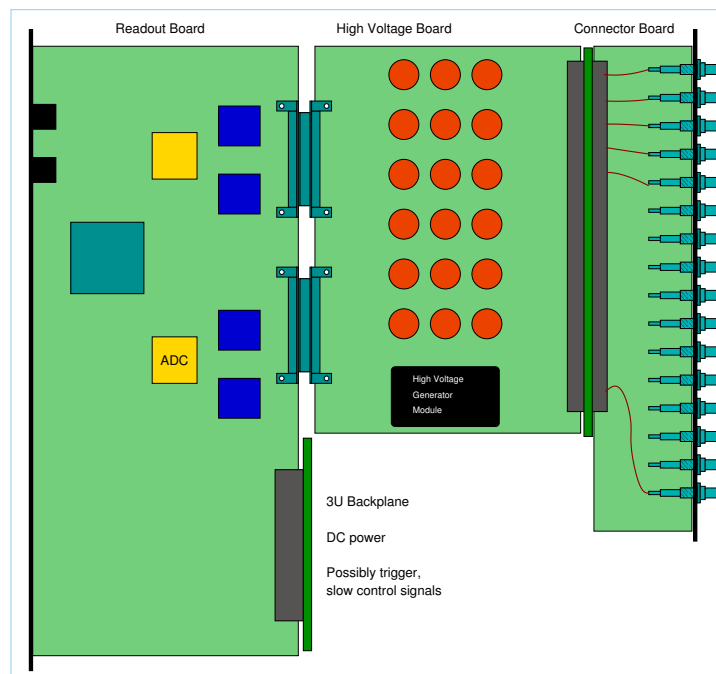 Readout Board
High Voltage Board
Connector Board
ADC
High Voltage
Generator
Module
3U Backplane
DC power
Possibly trigger,
slow control signals